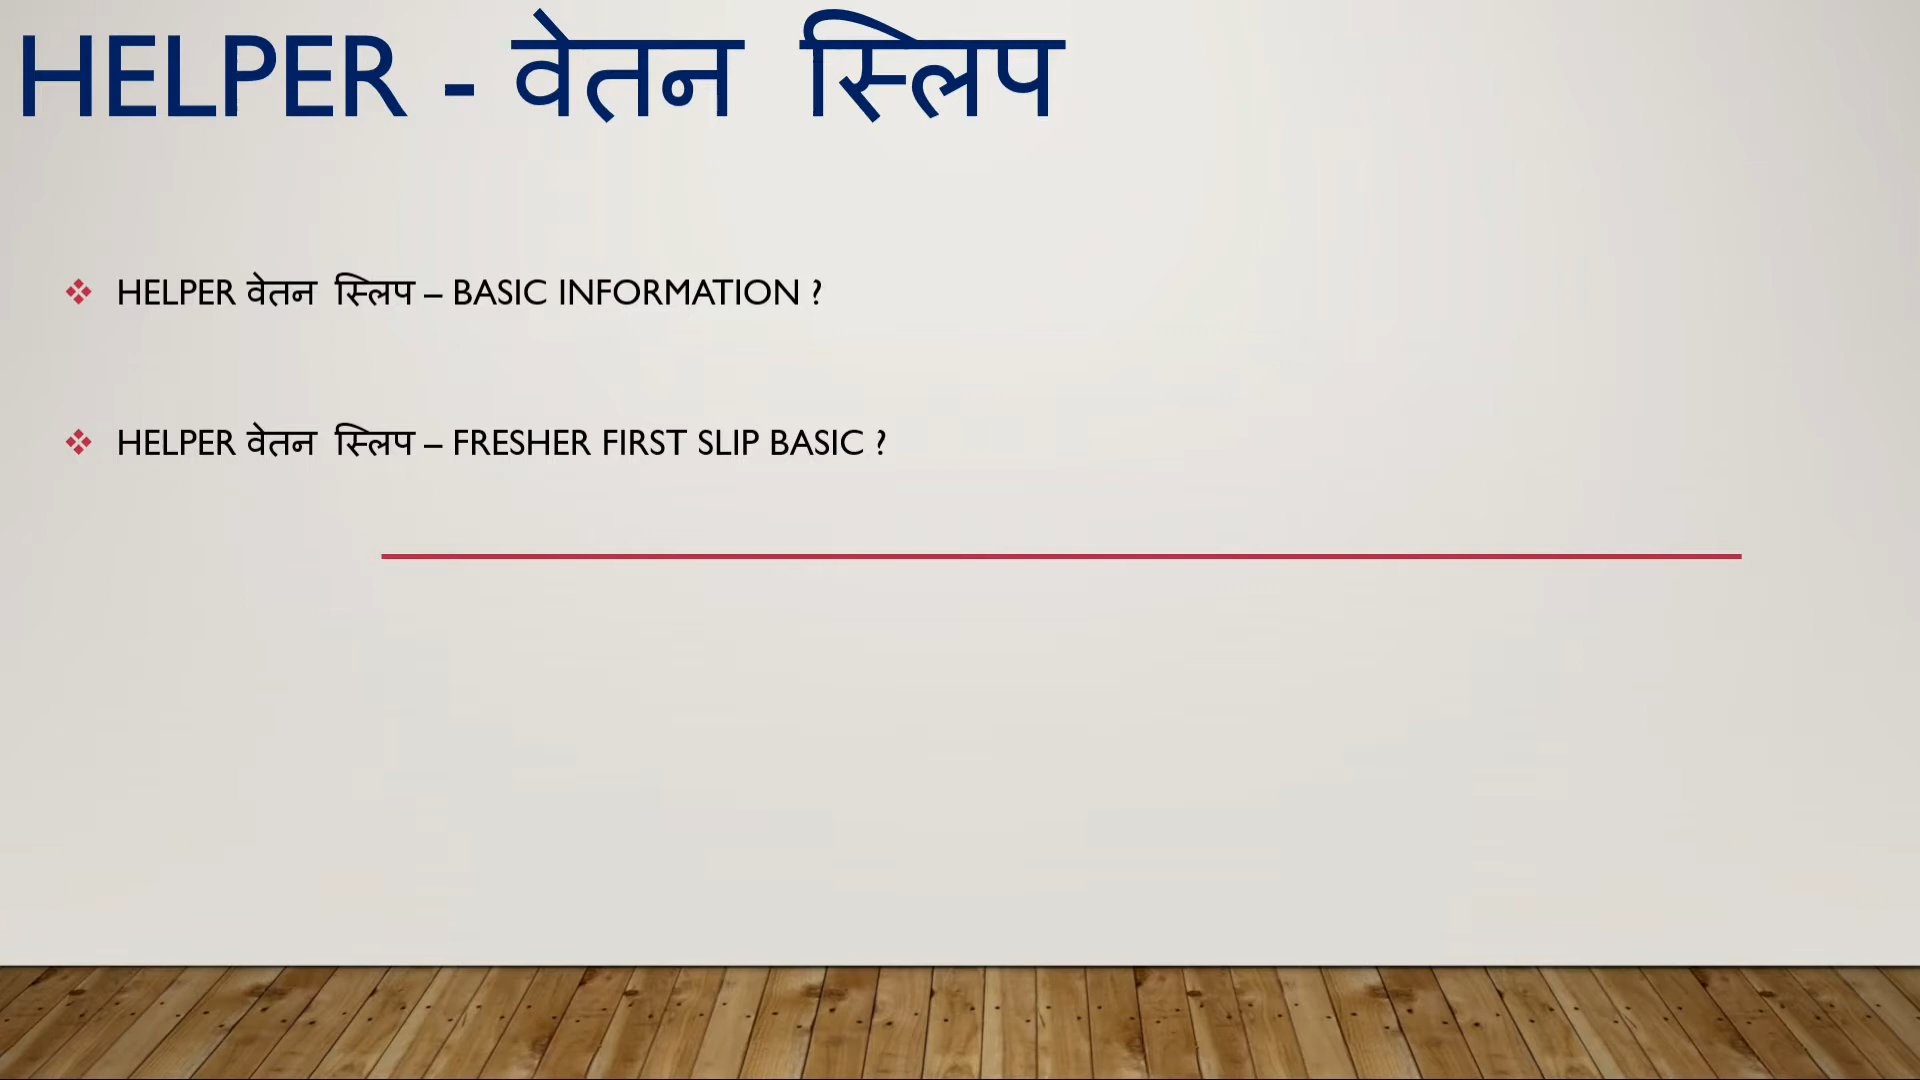 HELPER - वेतन स्लिप
HELPER वेतन स्लिप – BASIC INFORMATION ?
HELPER वेतन स्लिप – FRESHER FIRST SLIP BASIC ?